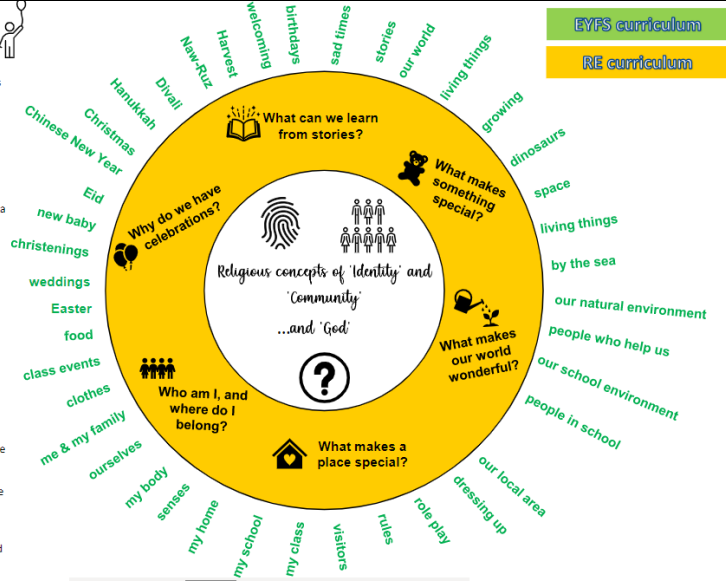 EYFS curriculum
RE curriculum
Chinese New Year
Christmas
Hanukkah
Divali
Naw-Ruz
Harvest
welcoming
birthdays
sad times
stories
our world
living things
growing
dinosaurs
space
living things
by the sea
our natural environment
people who help us
our school environment
people in school
our local area
dressing up
role play
rules
visitors
my class
my school
my home
senses
my body
ourselves
me & my family
clothes
class events
food
Easter
weddings
christenings
new baby
Eid
What can we learn
from stories?
What makes
something
special?
What makes
our world
wonderful?
What makes a
place special?
Who am I, and
where do I
belong?
Why do we have
celebrations?
Religious concepts of 'Identity' and
'Community'
...and 'God'
?